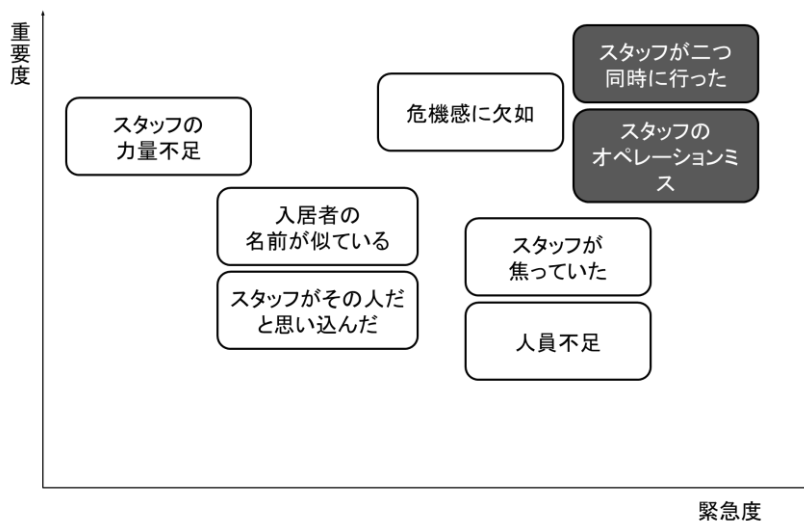 重要度
スタッフが二つ
同時に行った
危機感に欠如
スタッフの
力量不足
スタッフの
オペレーションミ
ス
入居者の
名前が似ている
スタッフが
焦っていた
スタッフがその人だ
と思い込んだ
人員不足
緊急度